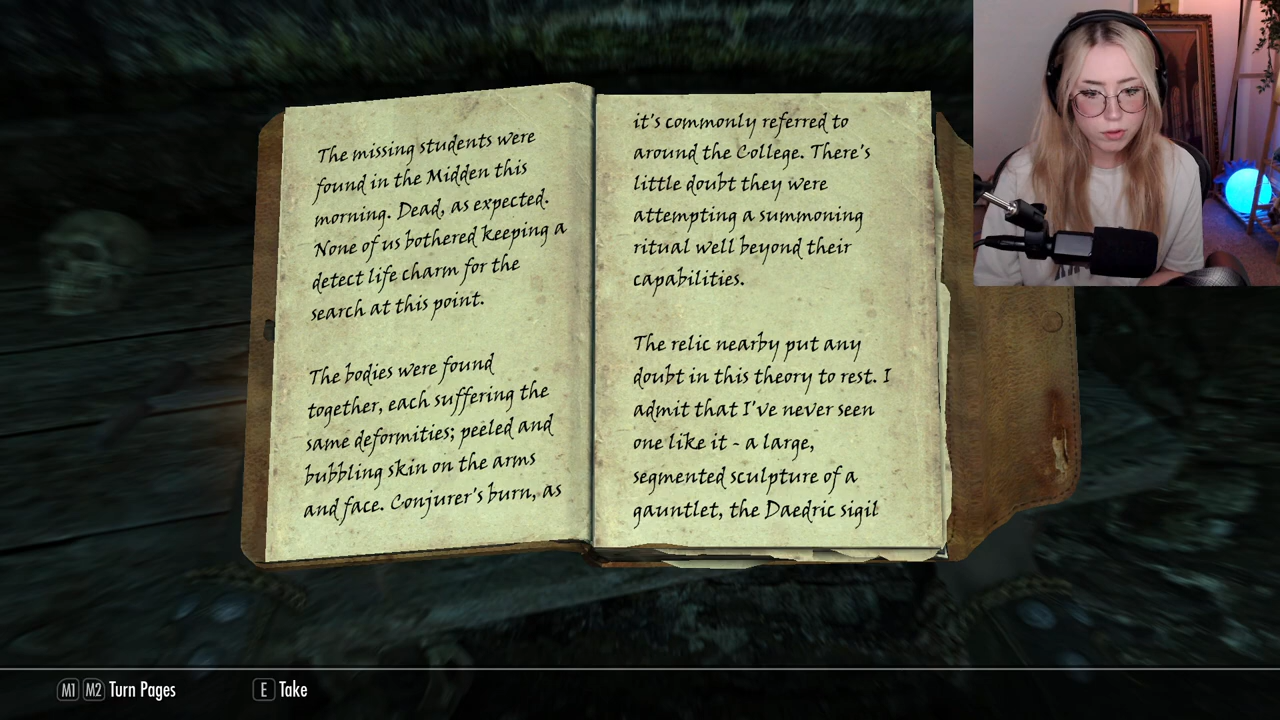 The missing students were
found in the Midden this
morning. Dead, as expected.
None of us bothered keeping a
detect life charm for the
search at this point.
The bodies were found
together, each suffering the
same deformities; peeled and
bubbling skin on the arms
and face. Conjurer's burn, as
it's commonly referred to
around the College. There's
little doubt they were
attempting a summoning
ritual well beyond their
capabilities.
The relic nearby put any
doubt in this theory to rest. I
admit that I've never seen
one like it - a large,
segmented sculpture of a
gauntlet, the Daedric sigil
M1 M2 Turn Pages
E Take